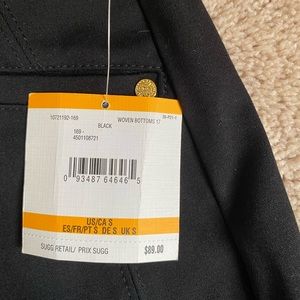 10721192-169 WOVEN BOTTOMS 17
BLACK
169 -
4501108721
0 93487 64646 5
US/CA S
ES/FR/PT S DE S UK S
SUGG RETAIL/ PRIX SUGG $89.00